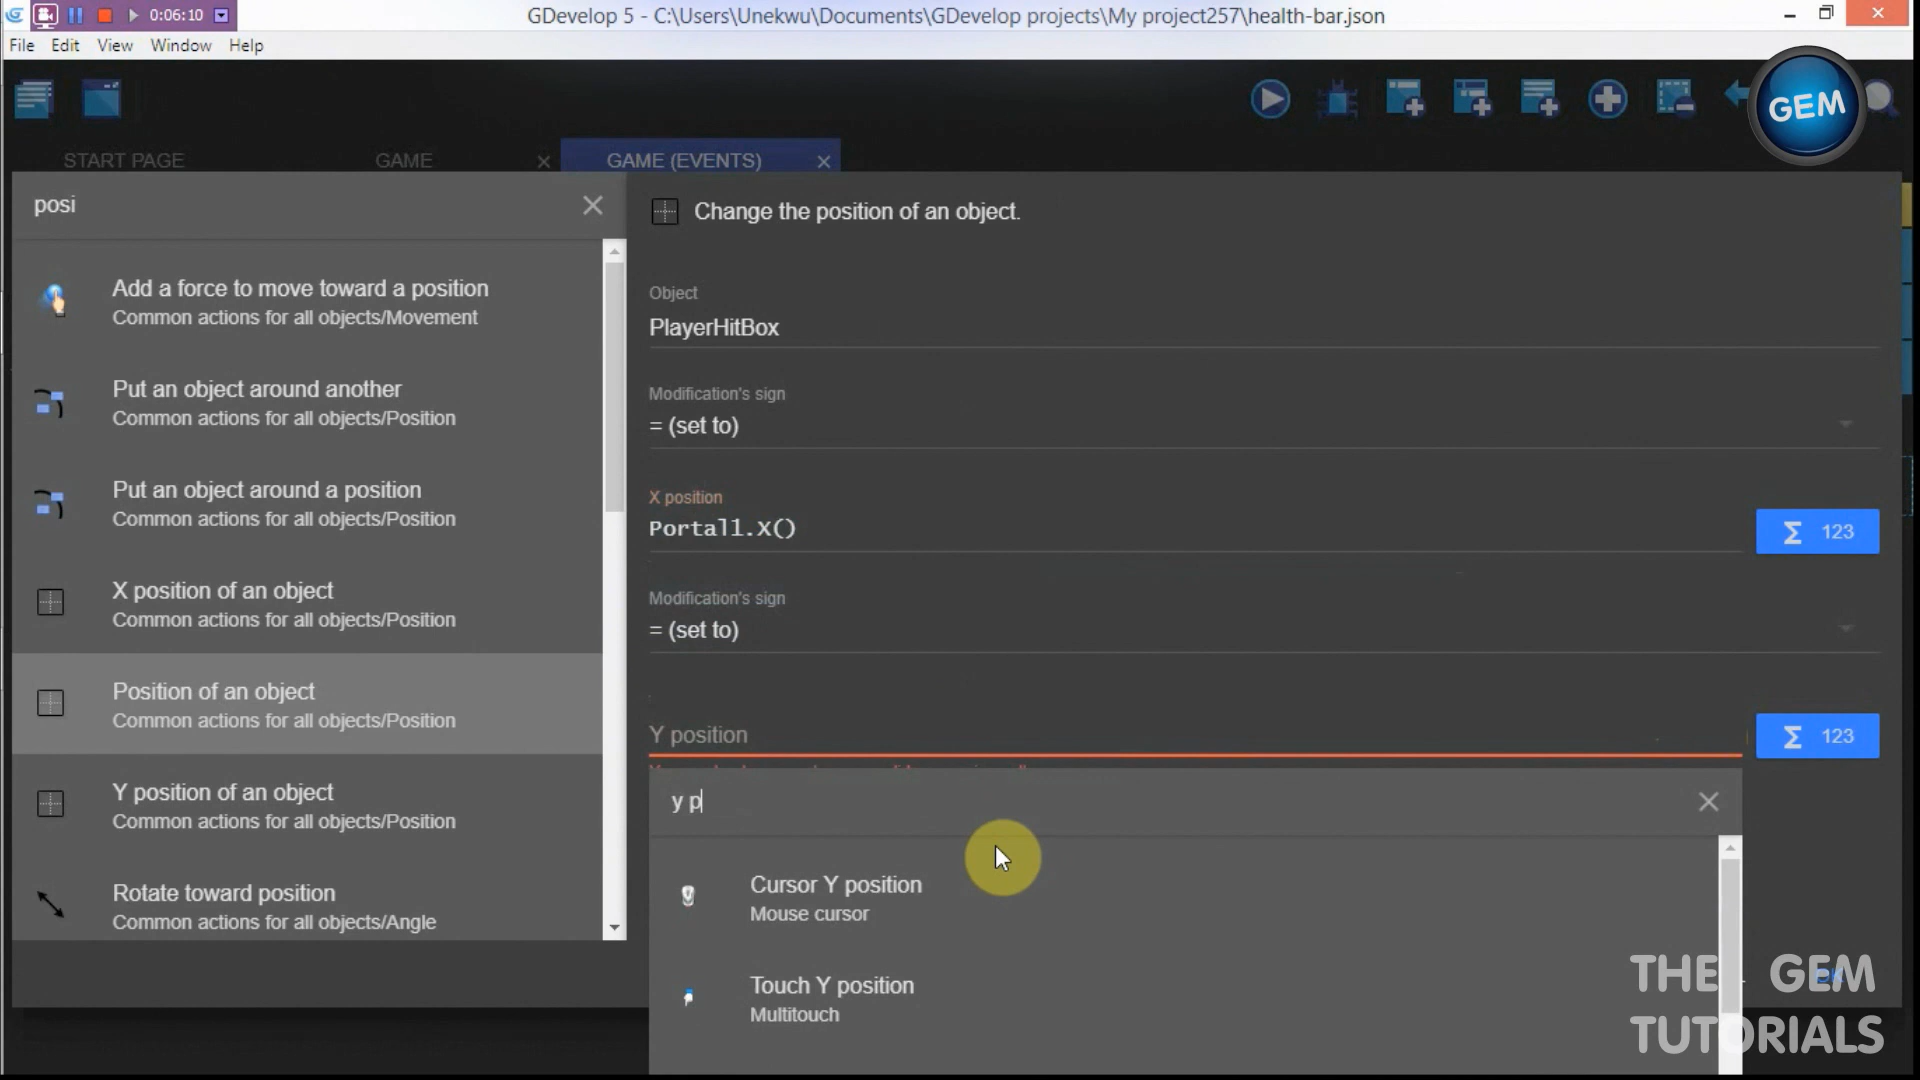 0:06:10
GDevelop 5 - C:\Users\Unekwu\Documents\GDevelop projects\My project257\health-bar.json
File Edit View Window Help
GEM
START PAGE
GAME
GAME (EVENTS)
posi
Add a force to move toward a position
Common actions for all objects/Movement
Put an object around another
Common actions for all objects/Position
Put an object around a position
Common actions for all objects/Position
X position of an object
Common actions for all objects/Position
Position of an object
Common actions for all objects/Position
Y position of an object
Common actions for all objects/Position
Rotate toward position
Common actions for all objects/Angle
Change the position of an object.
Object
PlayerHitBox
Modification's sign
= (set to)
X position
Portal1.X()
Σ 123
Modification's sign
= (set to)
Y position
Σ 123
y p
Cursor Y position
Mouse cursor
Touch Y position
Multitouch
THE GEM
TUTORIALS